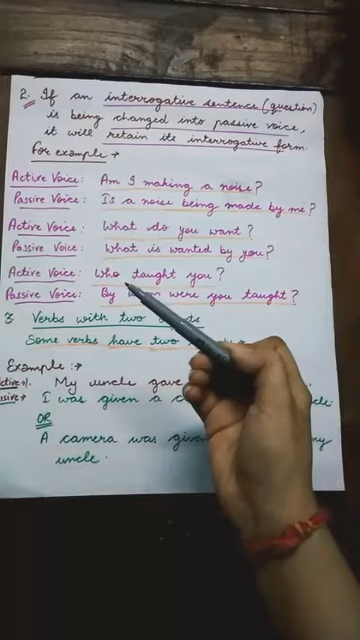 2. If an interrogative sentence (question)
is being changed into passive voice,
it will retain its interrogative form.
For example →
Active Voice: Am I making a noise?
Passive Voice: Is a noise being made by me?
Active Voice: What do you want?
Passive Voice: What is wanted by you?
Active Voice: Who taught you?
Passive Voice: By were you taught?
3. Verbs with two
Some verbs have two
Example :→
Active →1. My uncle gave
Passive → I was given a
OR
A camera was given my
uncle.